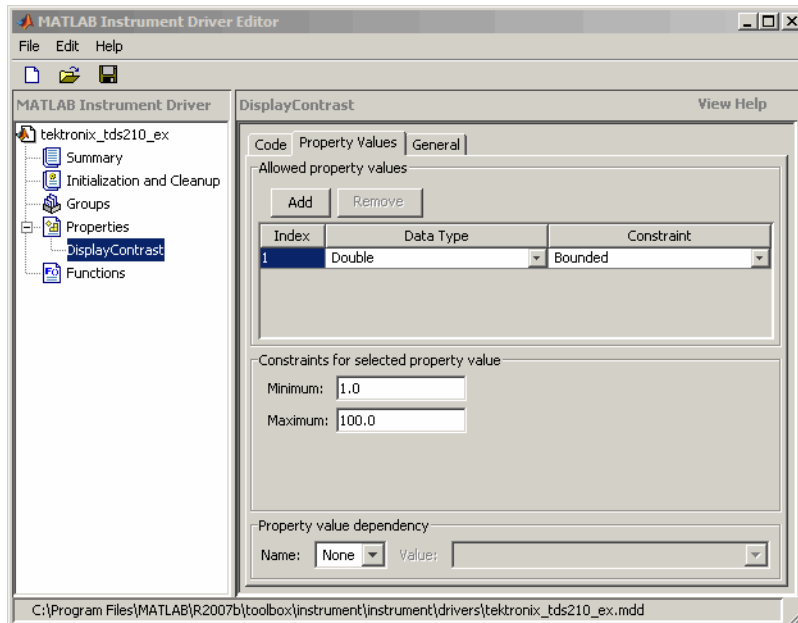 MATLAB Instrument Driver Editor
File Edit Help
MATLAB Instrument Driver
DisplayContrast View Help
tektronix_tds210_ex
Summary
Initialization and Cleanup
Groups
Properties
DisplayContrast
Functions
Code Property Values General
Allowed property values
Add Remove
Index Data Type Constraint
1 Double Bounded
Constraints for selected property value
Minimum: 1.0
Maximum: 100.0
Property value dependency
Name: None Value:
C:\Program Files\MATLAB\R2007b\toolbox\instrument\instrument\drivers\tektronix_tds210_ex.mdd